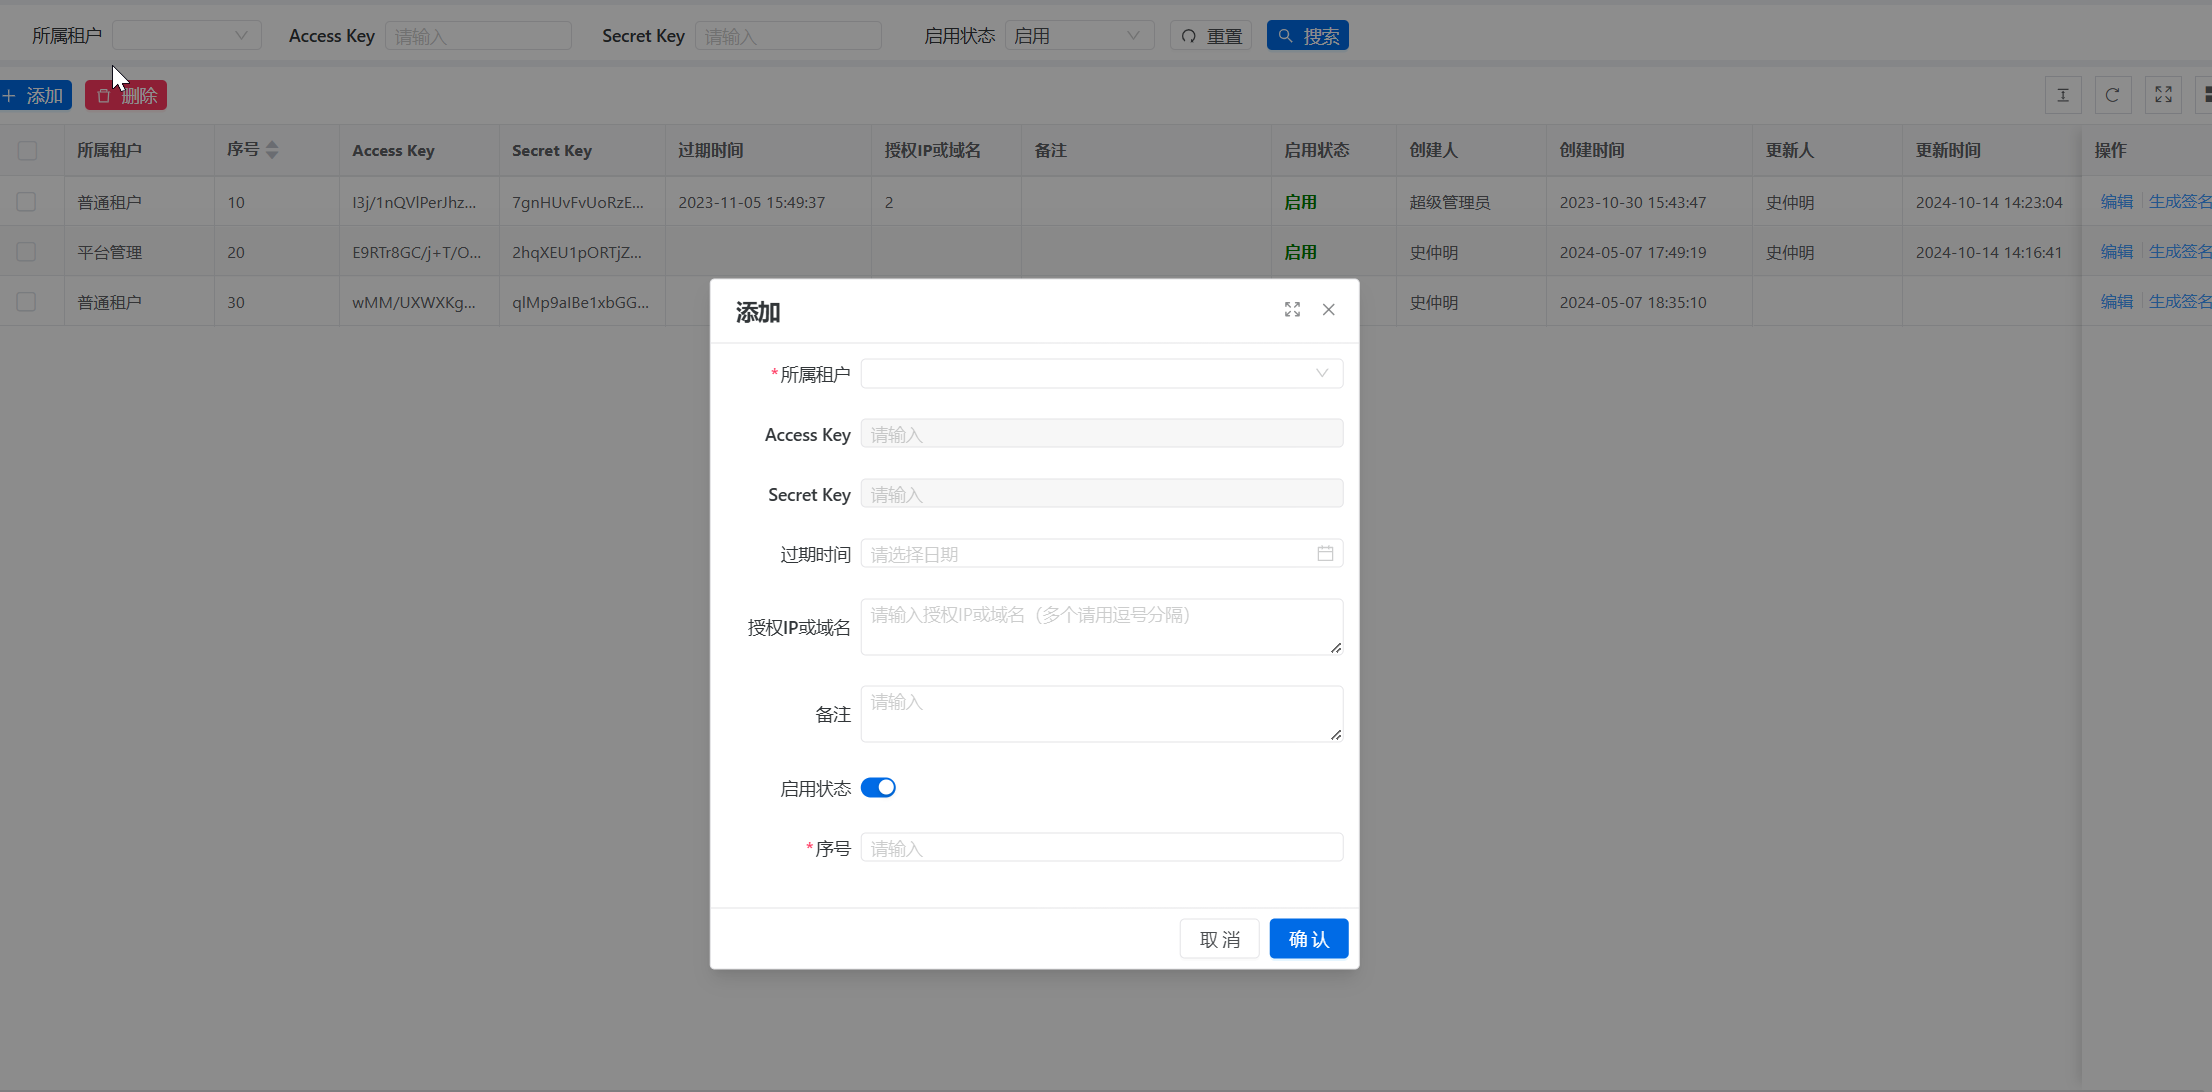 所属租户 Access Key 请输入 Secret Key 请输入 启用状态 启用 重置 搜索
添加 删除
所属租户 序号 Access Key Secret Key 过期时间 授权IP或域名 备注 启用状态 创建人 创建时间 更新人 更新时间 操作
普通租户 10 I3j/1nQVlPerJhz... 7gnHUvFvUoRzE... 2023-11-05 15:49:37 2 启用 超级管理员 2023-10-30 15:43:47 史仲明 2024-10-14 14:23:04 编辑 生成签名
平台管理 20 E9RTr8GC/j+T/O... 2hqXEU1pORTjZ... 启用 史仲明 2024-05-07 17:49:19 史仲明 2024-10-14 14:16:41 编辑 生成签名
普通租户 30 wMM/UXWXKg... qlMp9aIBe1xbGG... 史仲明 2024-05-07 18:35:10 编辑 生成签名
添加
*所属租户
Access Key 请输入
Secret Key 请输入
过期时间 请选择日期
授权IP或域名 请输入授权IP或域名（多个请用逗号分隔）
备注 请输入
启用状态
*序号 请输入
取 消 确 认